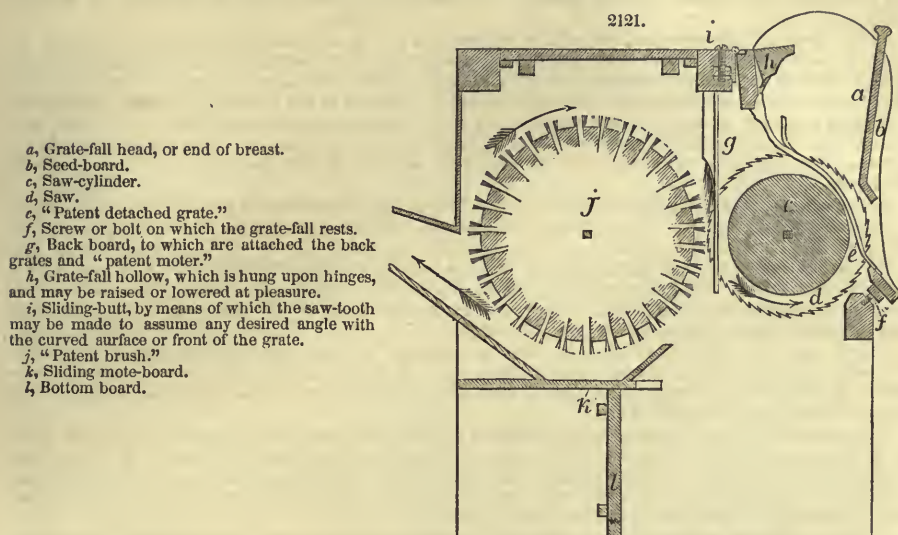 2121.
a, Grate-fall head, or end of breast.
b, Seed-board.
c, Saw-cylinder.
d, Saw.
e, "Patent detached grate."
f, Screw or bolt on which the grate-fall rests.
g, Back board, to which are attached the back
grates and "patent moter."
h, Grate-fall hollow, which is hung upon hinges,
and may be raised or lowered at pleasure.
i, Sliding-butt, by means of which the saw-tooth
may be made to assume any desired angle with
the curved surface or front of the grate.
j, "Patent brush."
k, Sliding mote-board.
l, Bottom board.
i
h
a
b
g
j
c
e
d
f
k
l